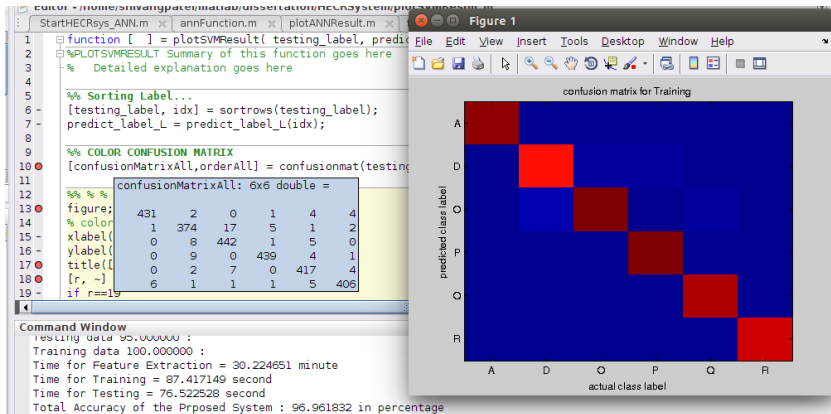 Editor - /home/shivangpatel/matlab/dissertation/HECRSystem/plotSVMResult.m
StartHECRsys_ANN.m annFunction.m plotANNResult.m
1 function [ ] = plotSVMResult( testing_label, predic
2 %PLOTSVMRESULT Summary of this function goes here
3 % Detailed explanation goes here
4
5 %% Sorting Label...
6 - [testing_label, idx] = sortrows(testing_label);
7 - predict_label_L = predict_label_L(idx);
8
9 %% COLOR CONFUSION MATRIX
10 [confusionMatrixAll,orderAll] = confusionmat(testing
11
12 %% % %
13 figure;
14 % color
15 - xlabel(
16 - ylabel(
17 title([
18 [r, ~]
19 - if r==19
confusionMatrixAll: 6x6 double =
431 2 0 1 4 4
1 374 17 5 1 2
0 8 442 1 5 0
0 9 0 439 4 1
0 2 7 0 417 4
6 1 1 1 5 406
Command Window
Testing data 95.000000 :
Training data 100.000000 :
Time for Feature Extraction = 30.224651 minute
Time for Training = 87.417149 second
Time for Testing = 76.522528 second
Total Accuracy of the Prposed System : 96.961832 in percentage
Figure 1
File Edit View Insert Tools Desktop Window Help
confusion matrix for Training
predicted class label
A
D
O
P
Q
R
A D O P Q R
actual class label